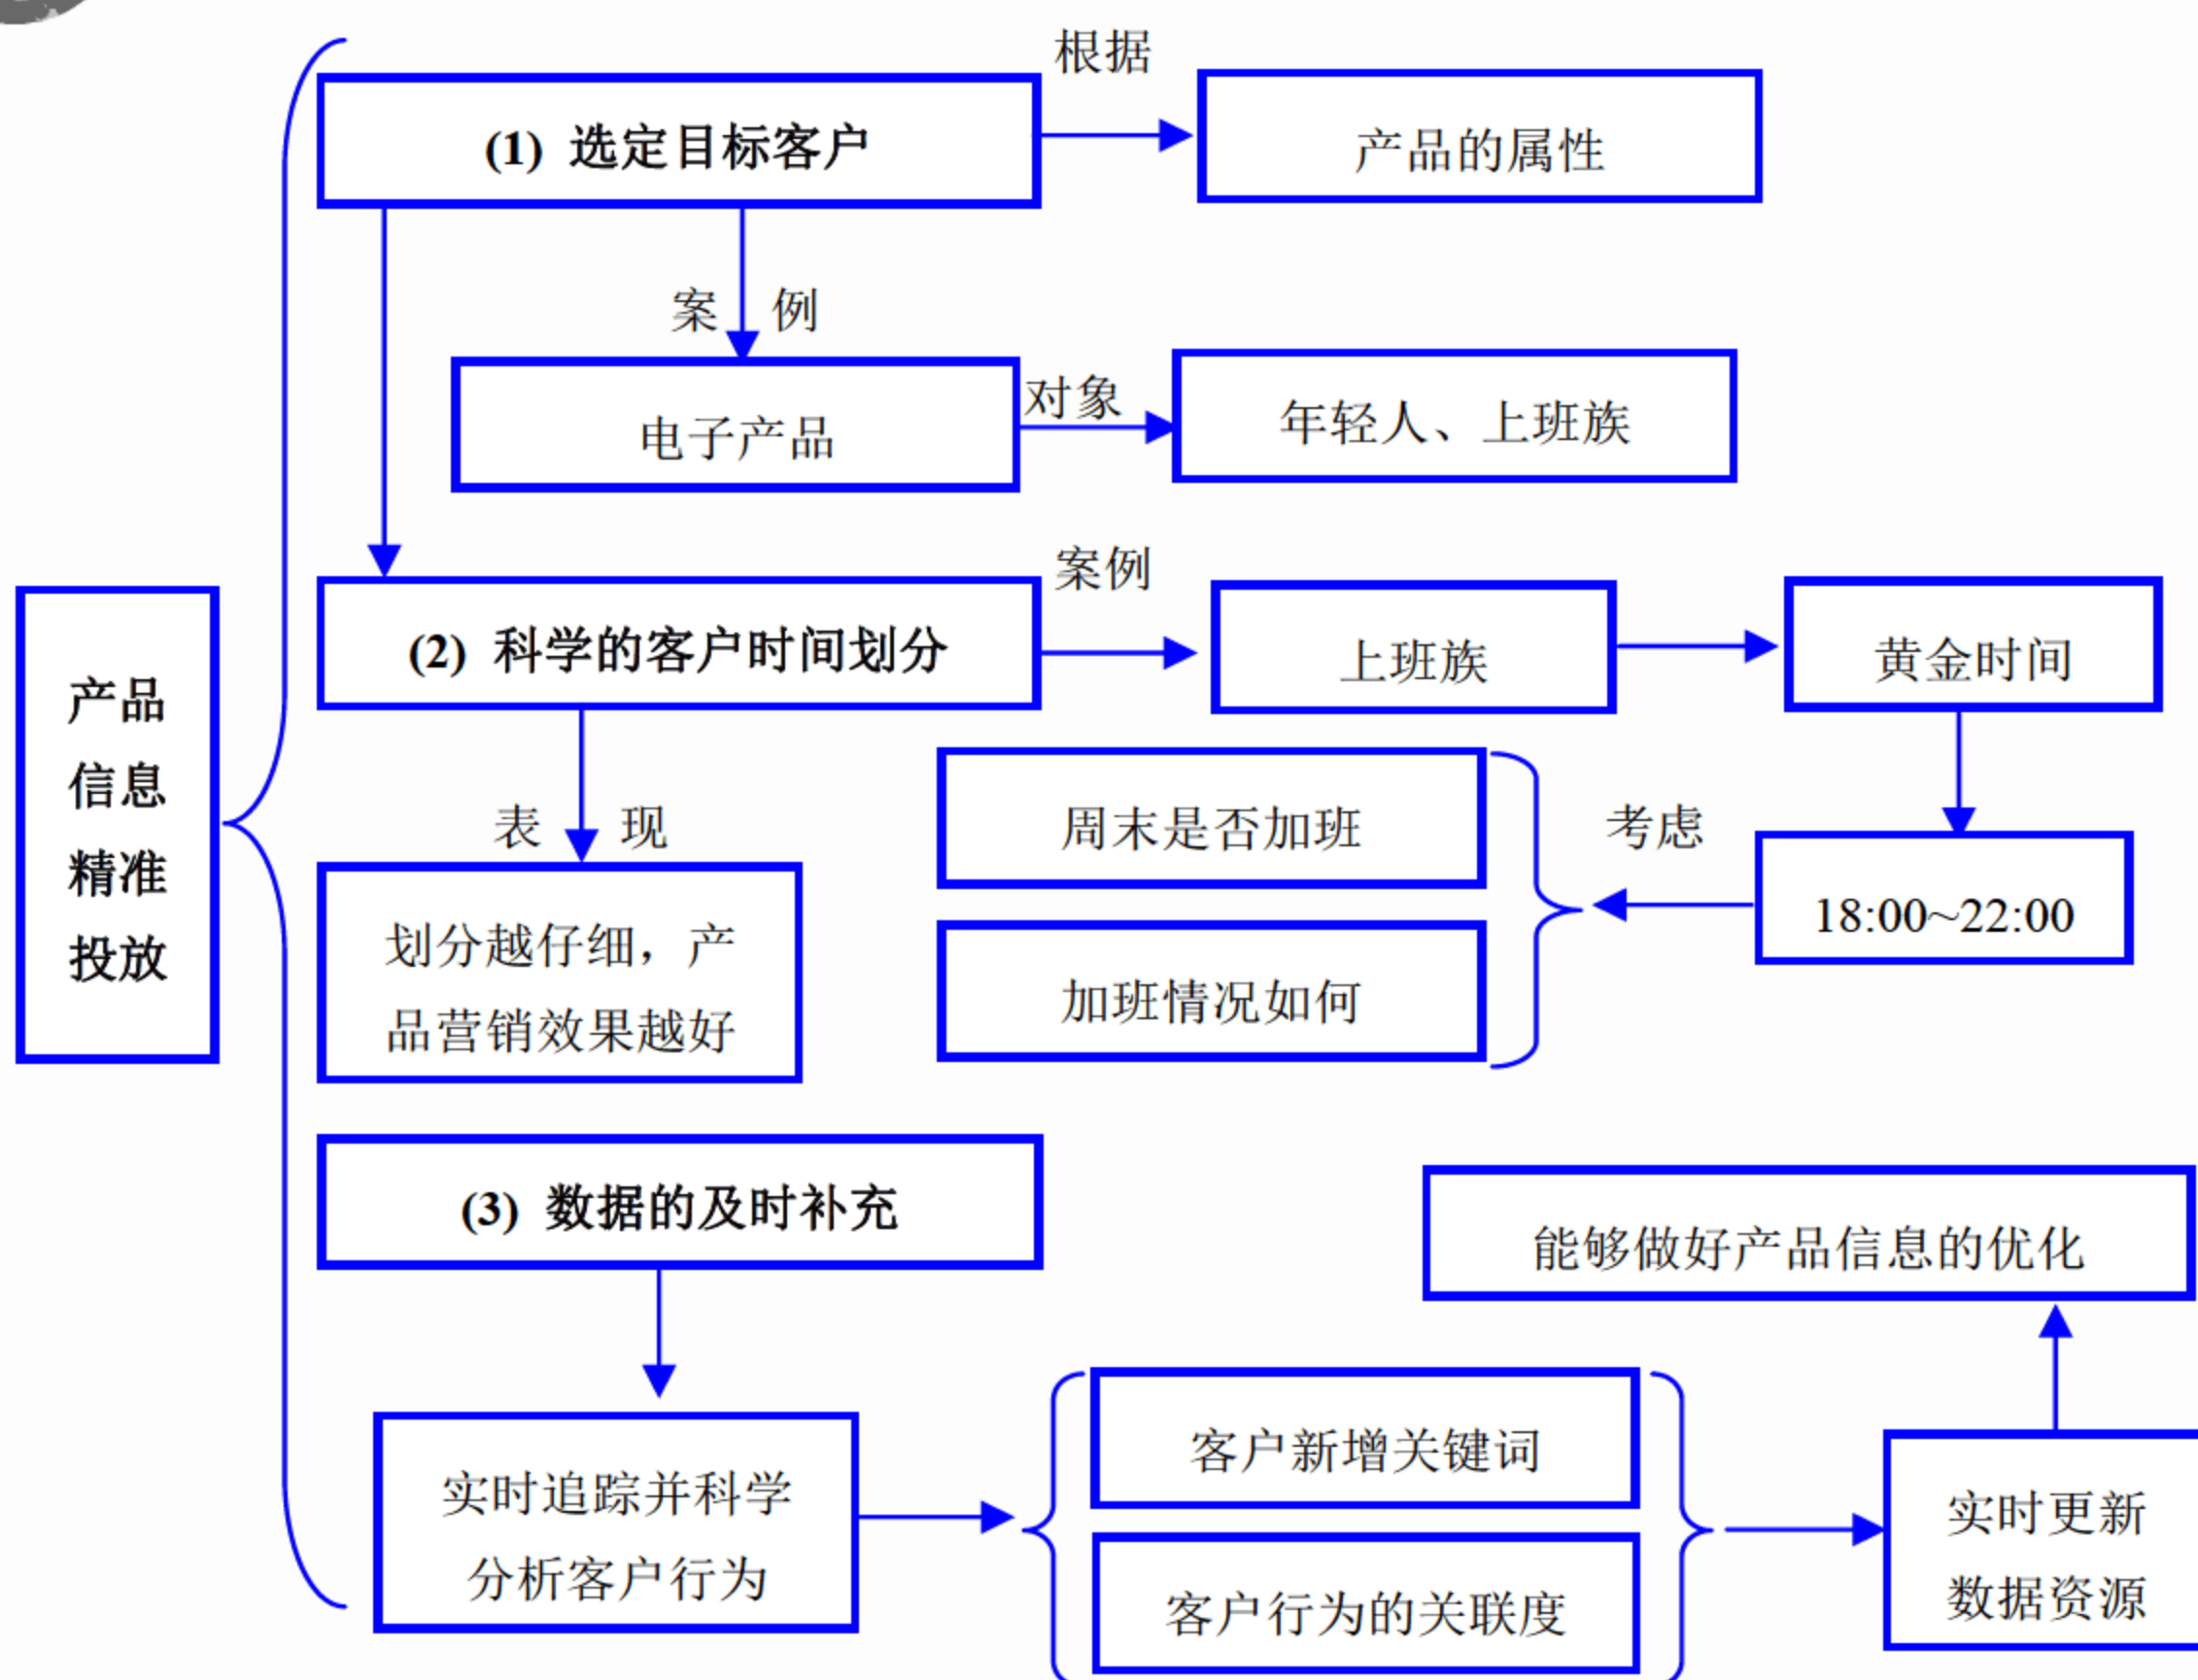 根据
(1) 选定目标客户
产品的属性
案 例
电子产品
对象
年轻人、上班族
案例
(2) 科学的客户时间划分
上班族
黄金时间
产品
信息
精准
投放
表 现
周末是否加班
考虑
18:00~22:00
划分越仔细，产
品营销效果越好
加班情况如何
(3) 数据的及时补充
能够做好产品信息的优化
实时追踪并科学
分析客户行为
客户新增关键词
客户行为的关联度
实时更新
数据资源